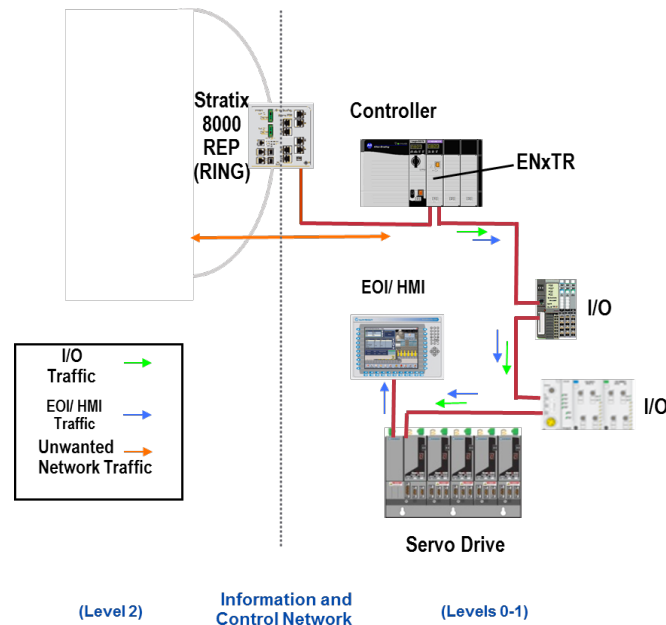 Stratix
8000
REP
(RING)
Controller
ENxTR
EOI/ HMI
I/O
I/O
I/O
Traffic
EOI/ HMI
Traffic
Unwanted
Network Traffic
Servo Drive
(Level 2)
Information and
Control Network
(Levels 0-1)